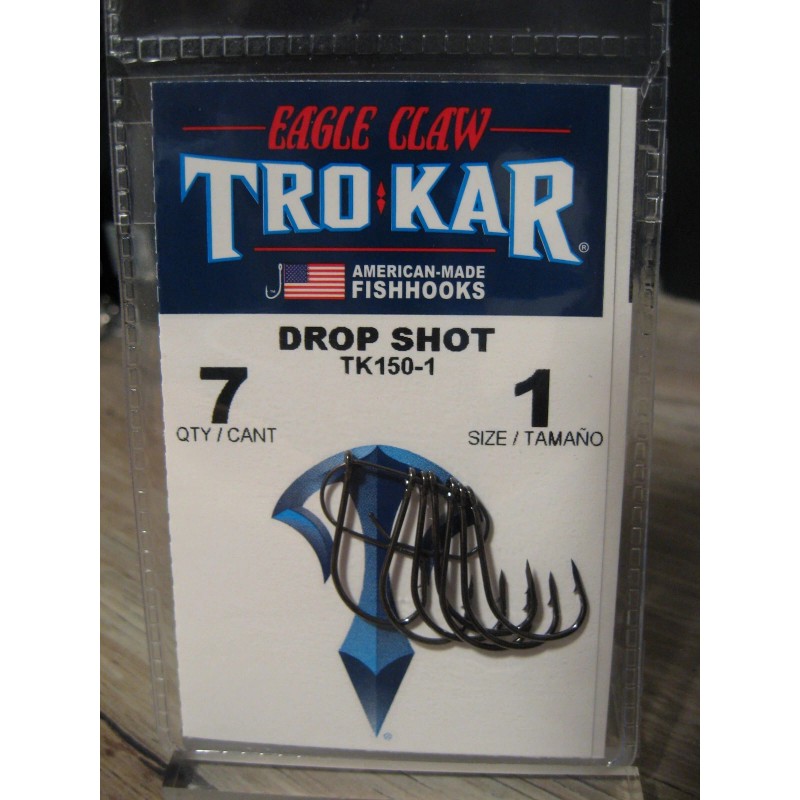 EAGLE CLAW
TRO KAR®
AMERICAN-MADE
FISHHOOKS
DROP SHOT
TK150-1
7
QTY / CANT
1
SIZE / TAMAÑO
®